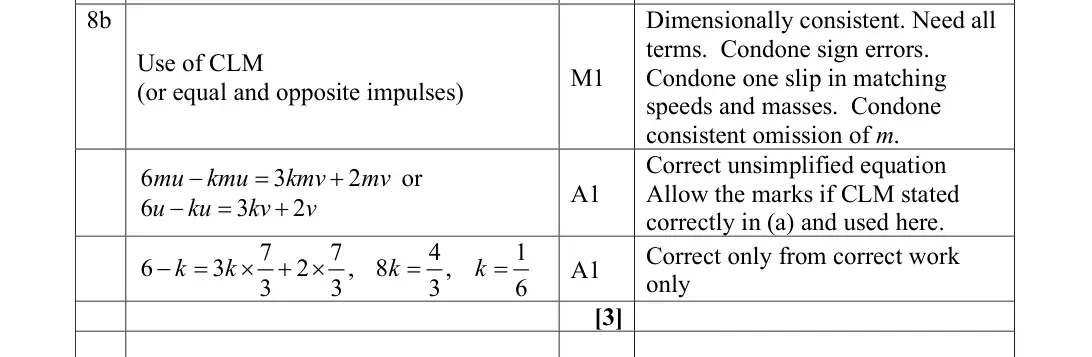 8b
Use of CLM
(or equal and opposite impulses)
M1
Dimensionally consistent. Need all
terms.  Condone sign errors.
Condone one slip in matching
speeds and masses.  Condone
consistent omission of m.
6mu − kmu = 3kmv + 2mv or
6u − ku = 3kv + 2v
A1
Correct unsimplified equation
Allow the marks if CLM stated
correctly in (a) and used here.
6 − k = 3k × 7/3 + 2 × 7/3,   8k = 4/3,   k = 1/6
A1
Correct only from correct work
only
[3]